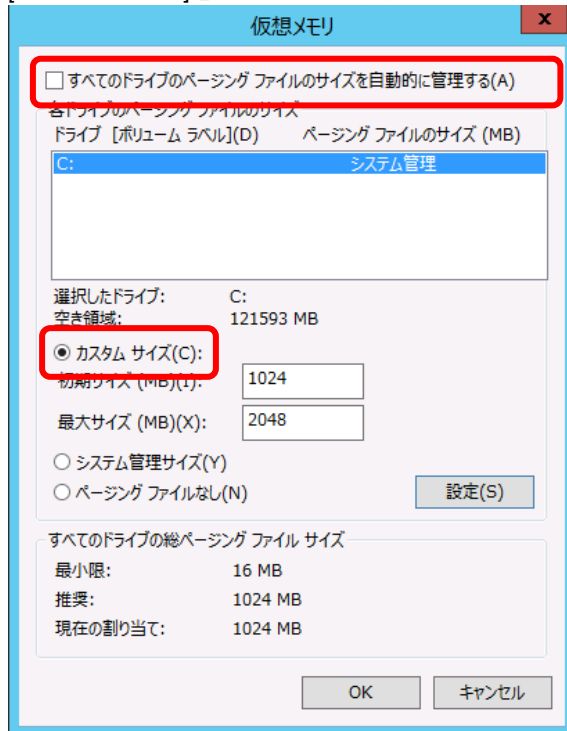 仮想メモリ
x
すべてのドライブのページング ファイルのサイズを自動的に管理する(A)
各ドライブのページング ファイルのサイズ
ドライブ [ボリューム ラベル](D) ページング ファイルのサイズ (MB)
C: システム管理
選択したドライブ: C:
空き領域: 121593 MB
カスタム サイズ(C):
初期サイズ (MB)(I): 1024
最大サイズ (MB)(X): 2048
システム管理サイズ(Y)
ページング ファイルなし(N) 設定(S)
すべてのドライブの総ページング ファイル サイズ
最小限: 16 MB
推奨: 1024 MB
現在の割り当て: 1024 MB
OK キャンセル